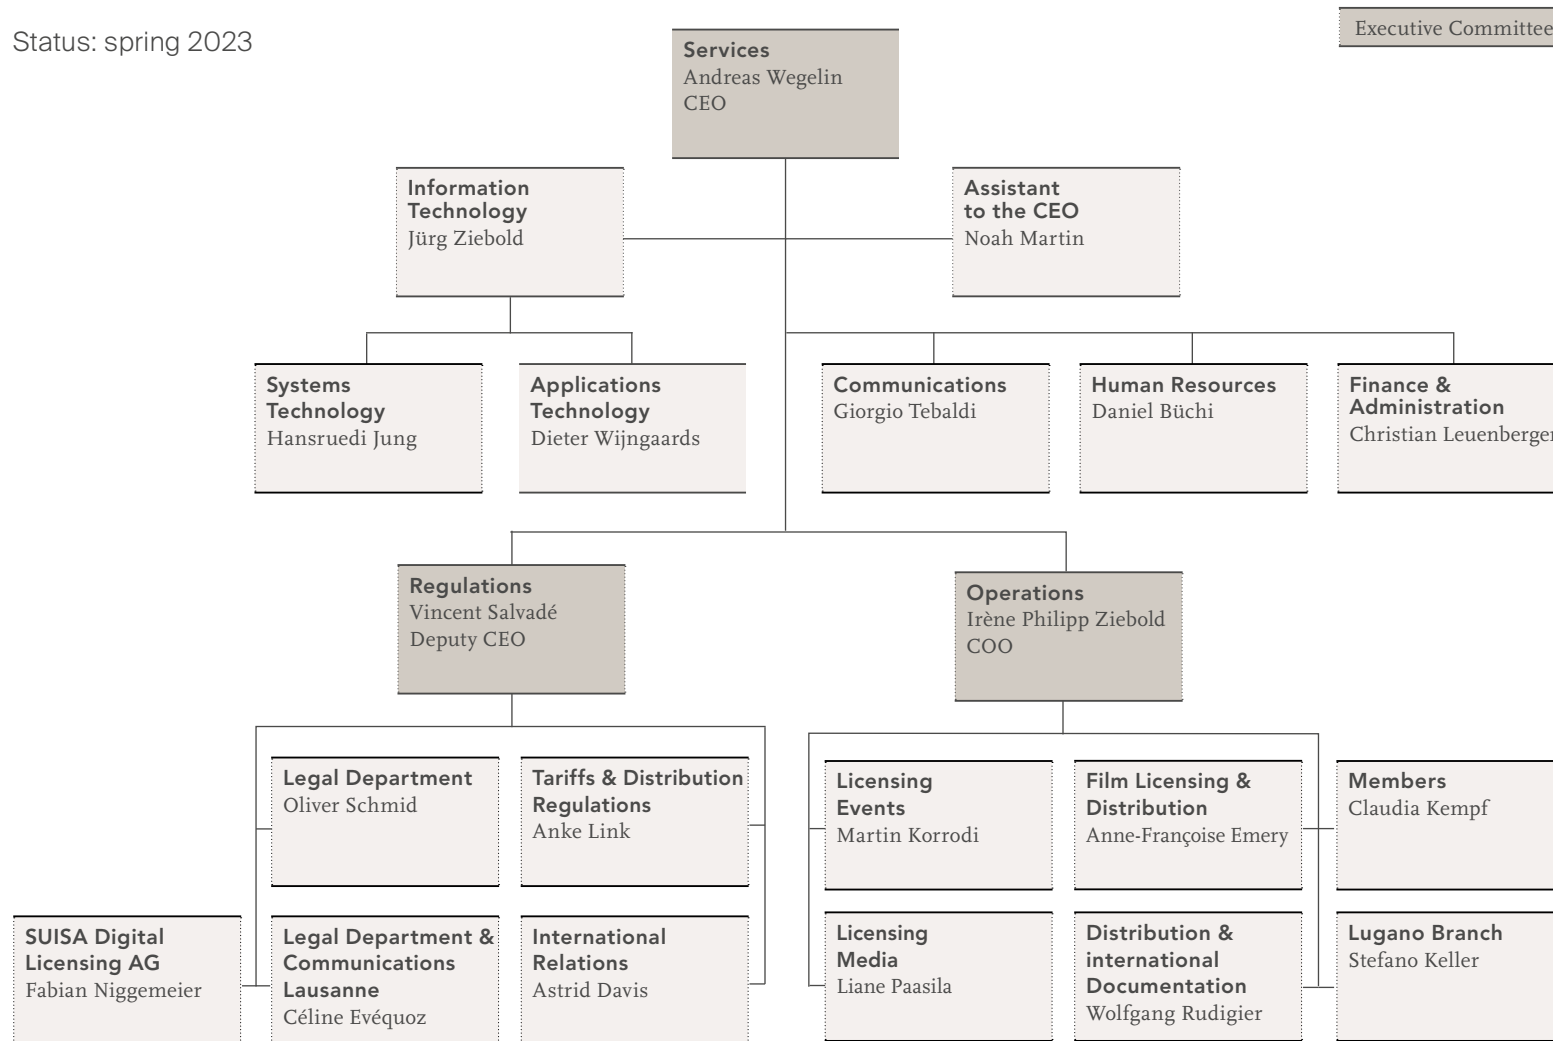 Status: spring 2023
Executive Committee
Services
Andreas Wegelin
CEO
Information
Technology
Jürg Ziebold
Assistant
to the CEO
Noah Martin
Systems
Technology
Hansruedi Jung
Applications
Technology
Dieter Wijngaards
Communications
Giorgio Tebaldi
Human Resources
Daniel Büchi
Finance &
Administration
Christian Leuenberger
Regulations
Vincent Salvadé
Deputy CEO
Operations
Irène Philipp Ziebold
COO
Legal Department
Oliver Schmid
Tariffs & Distribution
Regulations
Anke Link
Licensing
Events
Martin Korrodi
Film Licensing &
Distribution
Anne-Françoise Emery
Members
Claudia Kempf
SUISA Digital
Licensing AG
Fabian Niggemeier
Legal Department &
Communications
Lausanne
Céline Evéquoz
International
Relations
Astrid Davis
Licensing
Media
Liane Paasila
Distribution &
international
Documentation
Wolfgang Rudigier
Lugano Branch
Stefano Keller